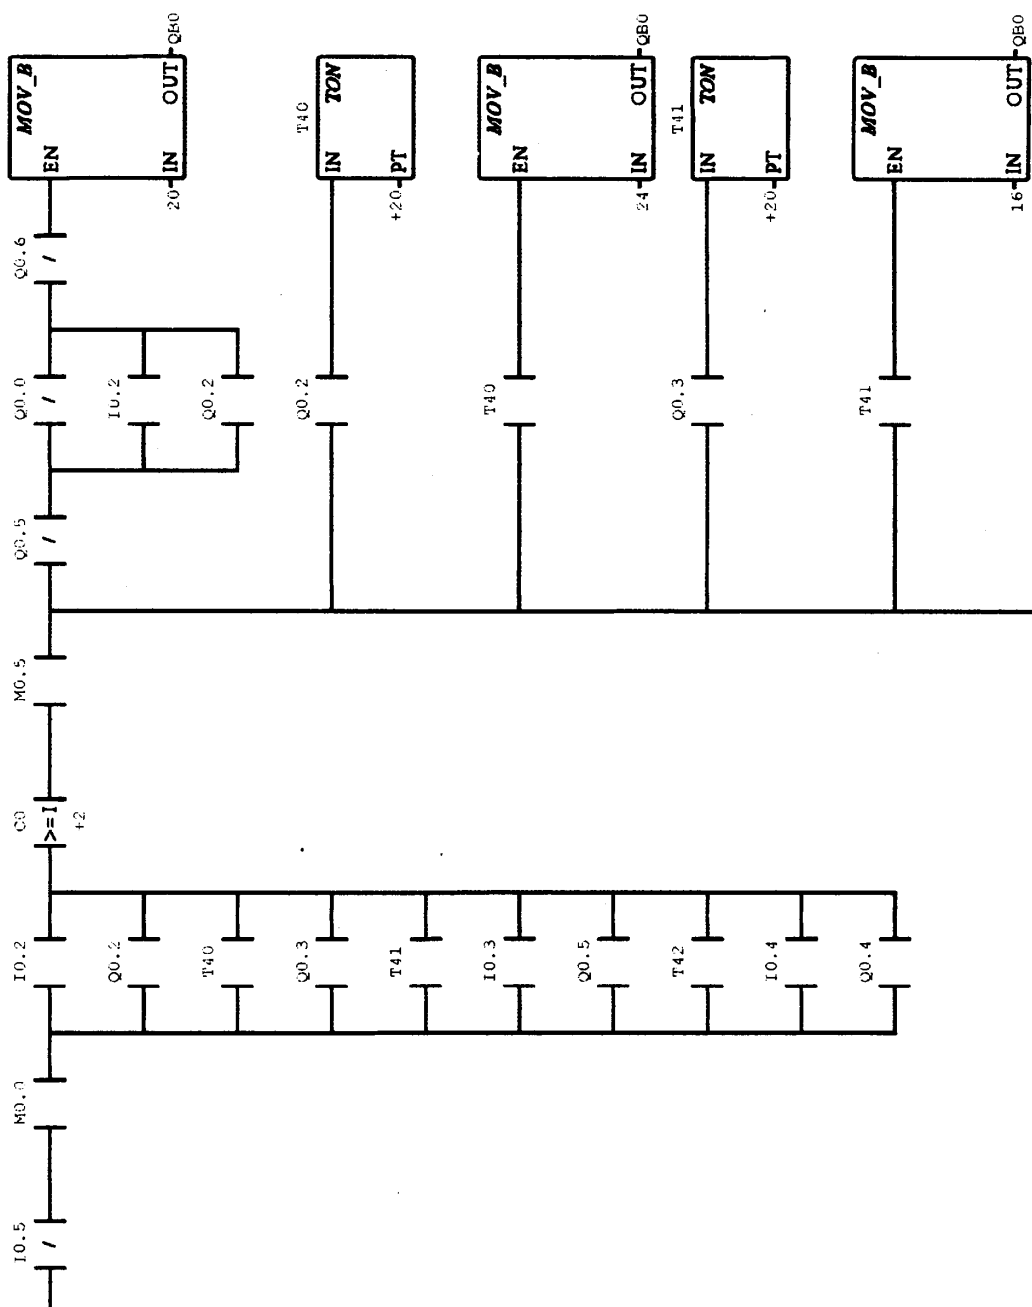 I0.5
/
M0.0
I0.2
C0
>=I
+2
M0.5
Q0.5
/
Q0.0
/
Q0.6
/
MOV_B
EN
20
IN
OUT
QB0
Q0.2
I0.2
T40
Q0.2
Q0.3
Q0.2
T40
TON
IN
+20
PT
T41
I0.3
T40
MOV_B
EN
24
IN
OUT
QB0
Q0.5
T42
Q0.3
T41
TON
IN
+20
PT
I0.4
Q0.4
T41
MOV_B
EN
16
IN
OUT
QB0